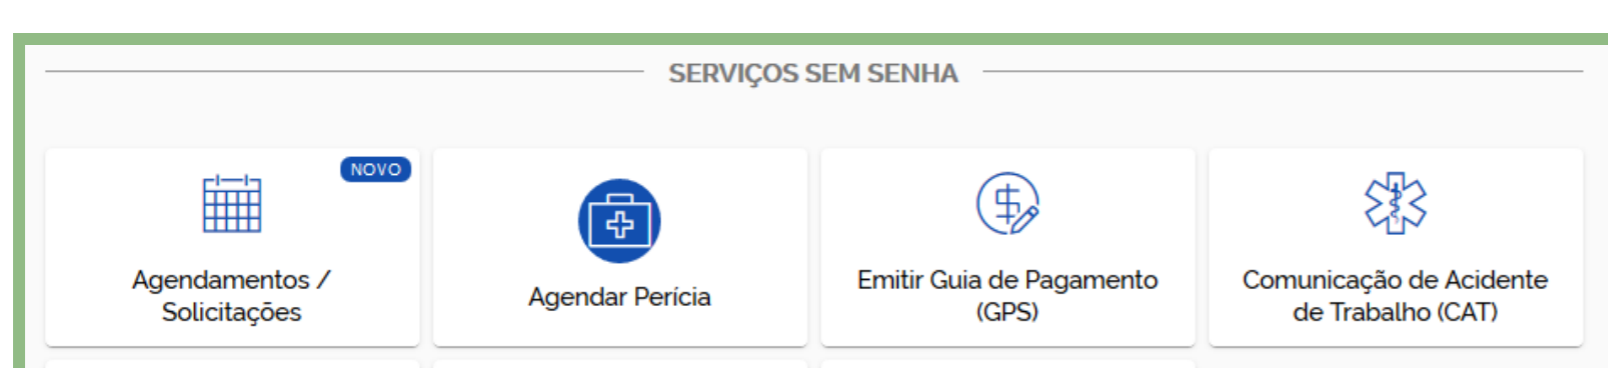 SERVIÇOS SEM SENHA
NOVO
Agendamentos /
Solicitações
Agendar Perícia
Emitir Guia de Pagamento
(GPS)
Comunicação de Acidente
de Trabalho (CAT)